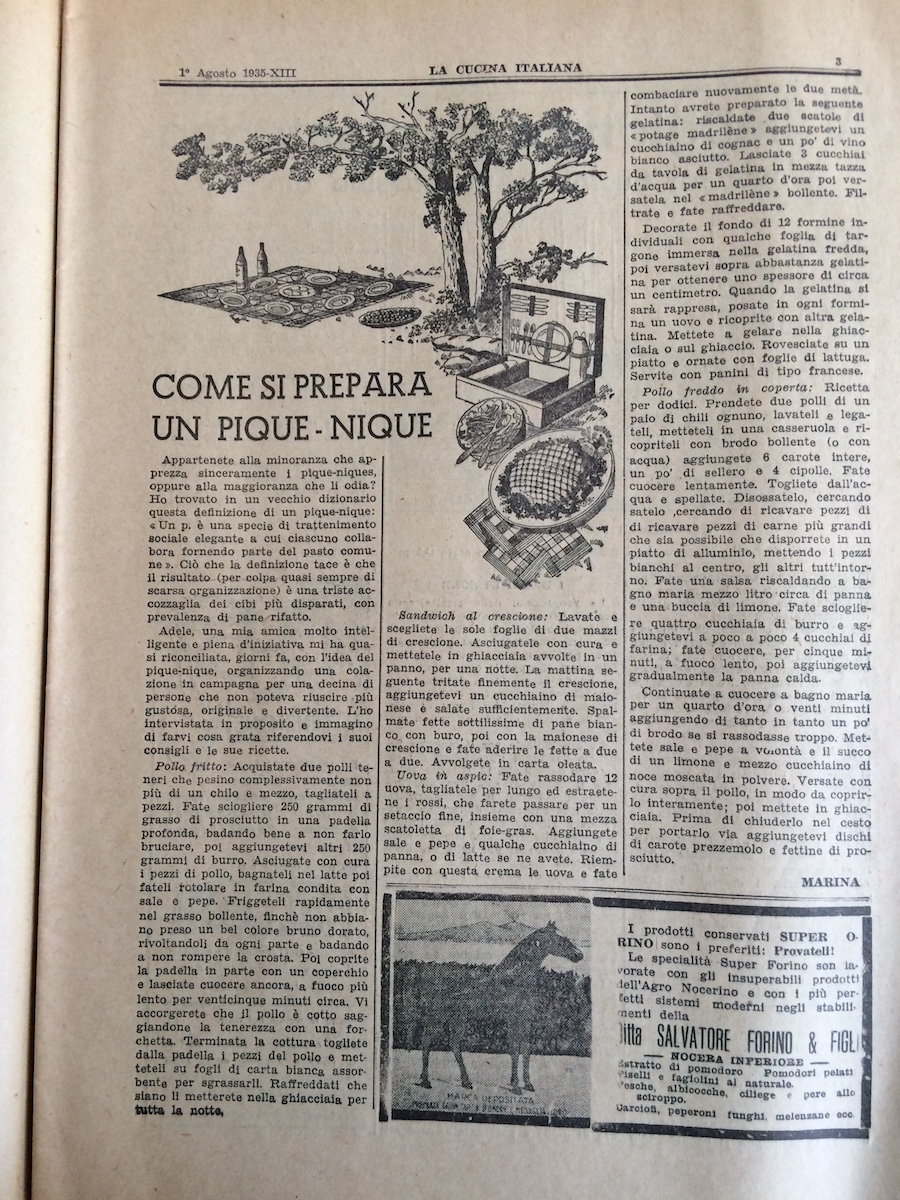 1° Agosto 1935-XIII
LA CUCINA ITALIANA
3
COME SI PREPARA
UN PIQUE-NIQUE
Appartenete alla minoranza che ap-
prezza sinceramente i pique-niques,
oppure alla maggioranza che li odia?
Ho trovato in un vecchio dizionario
questa definizione di un pique-nique:
«Un p. è una specie di trattenimento
sociale elegante a cui ciascuno colla-
bora fornendo parte del pasto comu-
ne». Ciò che la definizione tace è che
il risultato (per colpa quasi sempre di
scarsa organizzazione) è una triste ac-
cozzaglia dei cibi più disparati, con
prevalenza di pane rifatto.
Adele, una mia amica molto intel-
ligente e piena d'iniziativa mi ha qua-
si riconciliata, giorni fa, con l'idea del
pique-nique, organizzando una cola-
zione in campagna per una decina di
persone che non poteva riuscire più
gustosa, originale e divertente. L'ho
intervistata in proposito e immagino
di farvi cosa grata riferendovi i suoi
consigli e le sue ricette.
Pollo fritto: Acquistate due polli te-
neri che pesino complessivamente non
più di un chilo e mezzo, tagliateli a
pezzi. Fate sciogliere 250 grammi di
grasso di prosciutto in una padella
profonda, badando bene a non farlo
bruciare, poi aggiungetevi altri 250
grammi di burro. Asciugate con cura
i pezzi di pollo, bagnateli nel latte poi
fateli rotolare in farina condita con
sale e pepe. Friggeteli rapidamente
nel grasso bollente, finchè non abbia-
no preso un bel colore bruno dorato,
rivoltandoli da ogni parte e badando
a non rompere la crosta. Poi coprite
la padella in parte con un coperchio
e lasciate cuocere ancora, a fuoco più
lento per venticinque minuti circa. Vi
accorgerete che il pollo è cotto sag-
giandone la tenerezza con una for-
chetta. Terminata la cottura togliete
dalla padella i pezzi del pollo e met-
teteli su fogli di carta bianca assor-
bente per sgrassarli. Raffreddati che
siano li metterete nella ghiacciaia per
tutta la notte.
Sandwich al crescione: Lavate e
scegliete le sole foglie di due mazzi
di crescione. Asciugatele con cura e
mettetele in ghiacciaia avvolte in un
panno, per una notte. La mattina se-
guente tritate finemente il crescione,
aggiungetevi un cucchiaino di maio-
nese e salate sufficientemente. Spal-
mate fette sottilissime di pane bian-
co con buro, poi con la maionese di
crescione e fate aderire le fette a due
a due. Avvolgete in carta oleata.
Uova in aspic: Fate rassodare 12
uova, tagliatele per lungo ed estraete-
ne i rossi, che farete passare per un
setaccio fine, insieme con una mezza
scatoletta di foie-gras. Aggiungete
sale e pepe e qualche cucchiaino di
panna, o di latte se ne avete. Riem-
pite con questa crema le uova e fate
combaciare nuovamente le due metà.
Intanto avrete preparato la seguente
gelatina: riscaldate due scatole di
«potage madrilène» aggiungetevi un
cucchiaino di cognac e un po' di vino
bianco asciutto. Lasciate 3 cucchiai
da tavola di gelatina in mezza tazza
d'acqua per un quarto d'ora poi ver-
satela nel «madrilène» bollente. Fil-
trate e fate raffreddare.
Decorate il fondo di 12 formine in-
dividuali con qualche foglia di tar-
gone immersa nella gelatina fredda,
poi versatevi sopra abbastanza gelati-
na per ottenere uno spessore di circa
un centimetro. Quando la gelatina si
sarà rappresa, posate in ogni formi-
na un uovo e ricoprite con altra gela-
tina. Mettete a gelare nella ghiac-
ciaia o sul ghiaccio. Rovesciate su un
piatto e ornate con foglie di lattuga.
Servite con panini di tipo francese.
Pollo freddo in coperta: Ricetta
per dodici. Prendete due polli di un
paio di chili ognuno, lavateli e lega-
teli, metteteli in una casseruola e ri-
copriteli con brodo bollente (o con
acqua) aggiungete 6 carote intere,
un po' di sellero e 4 cipolle. Fate
cuocere lentamente. Togliete dall'ac-
qua e spellate. Disossatelo, cercando
satelo ,cercando di ricavare pezzi di
di ricavare pezzi di carne più grandi
che sia possibile che disporrete in un
piatto di alluminio, mettendo i pezzi
bianchi al centro, gli altri tutt'intor-
no. Fate una salsa riscaldando a ba-
gno maria mezzo litro circa di panna
e una buccia di limone. Fate scioglie-
re quattro cucchiaia di burro e ag-
giungetevi a poco a poco 4 cucchiai di
farina; fate cuocere, per cinque mi-
nuti, a fuoco lento, poi aggiungetevi
gradualmente la panna calda.
Continuate a cuocere a bagno maria
per un quarto d'ora o venti minuti
aggiungendo di tanto in tanto un po'
di brodo se si rassodasse troppo. Met-
tete sale e pepe a volontà e il succo
di un limone e mezzo cucchiaino di
noce moscata in polvere. Versate con
cura sopra il pollo, in modo da coprir-
lo interamente; poi mettete in ghiac-
ciaia. Prima di chiuderlo nel cesto
per portarlo via aggiungetevi dischi
di carote prezzemolo e fettine di pro-
sciutto.
MARINA
MARCA DEPOSITATA
I prodotti conservati SUPER O-
RINO sono i preferiti: Provateli!
Le specialità Super Forino son la-
vorate con gli insuperabili prodotti
dell'Agro Nocerino e con i più per-
fetti sistemi moderni negli stabili-
menti della
Ditta SALVATORE FORINO & FIGLI
NOCERA INFERIORE
Estratto di pomodoro Pomodori pelati
Piselli e fagiolini al naturale.
Pesche, albicocche, ciliege e pere allo
sciroppo.
Carciofi, peperoni funghi, melenzane ecc